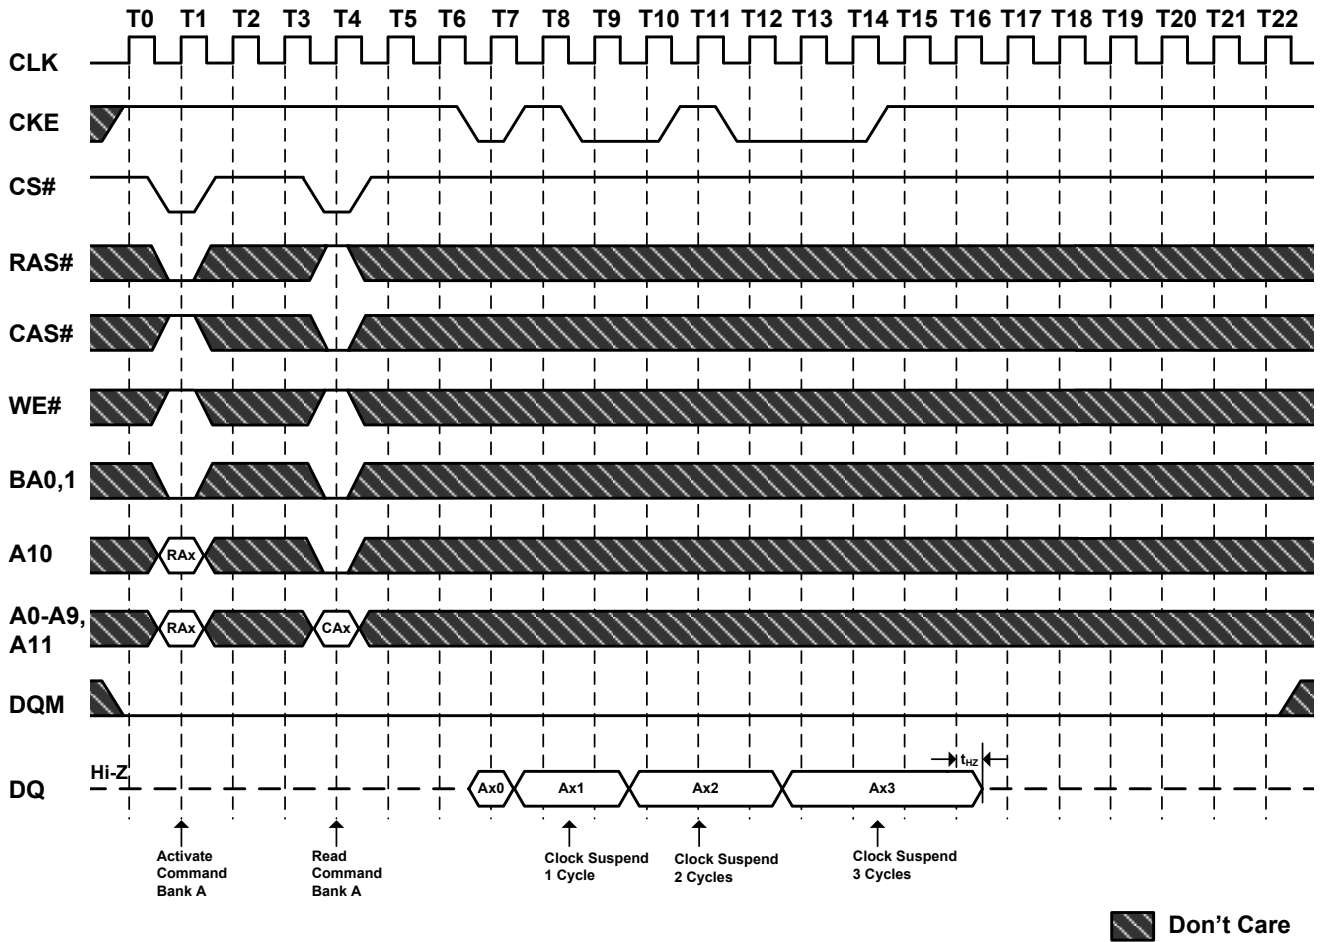 T0 T1 T2 T3 T4 T5 T6 T7 T8 T9 T10 T11 T12 T13 T14 T15 T16 T17 T18 T19 T20 T21 T22
CLK
CKE
CS#
RAS#
CAS#
WE#
BA0,1
A10 RAx
A0-A9,
A11 RAx CAx
DQM
tHZ
Hi-Z
DQ Ax0 Ax1 Ax2 Ax3
Activate
Command
Bank A
Read
Command
Bank A
Clock Suspend
1 Cycle
Clock Suspend
2 Cycles
Clock Suspend
3 Cycles
Don't Care